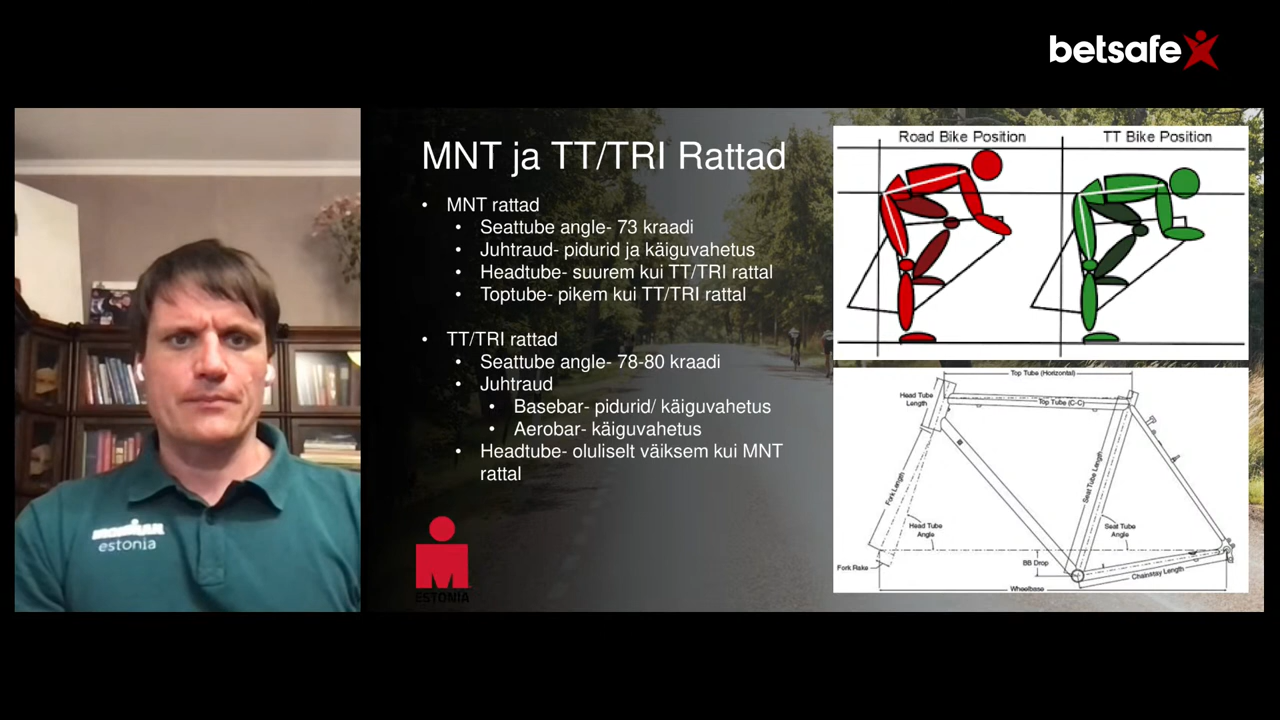 betsafe
MNT ja TT/TRI Rattad
• MNT rattad
• Seattube angle- 73 kraadi
• Juhtraud- pidurid ja käiguvahetus
• Headtube- suurem kui TT/TRI rattal
• Toptube- pikem kui TT/TRI rattal
• TT/TRI rattad
• Seattube angle- 78-80 kraadi
• Juhtraud
• Basebar- pidurid/ käiguvahetus
• Aerobar- käiguvahetus
• Headtube- oluliselt väiksem kui MNT
rattal
Road Bike Position
TT Bike Position
Top Tube (Horizontal)
Head Tube
Length
Top Tube (C-C)
Fork Length
Seat Tube Length
Head Tube
Angle
Seat Tube
Angle
BB Drop
Fork Rake
Chainstay Length
Wheelbase
IRONMAN
estonia
M
ESTONIA